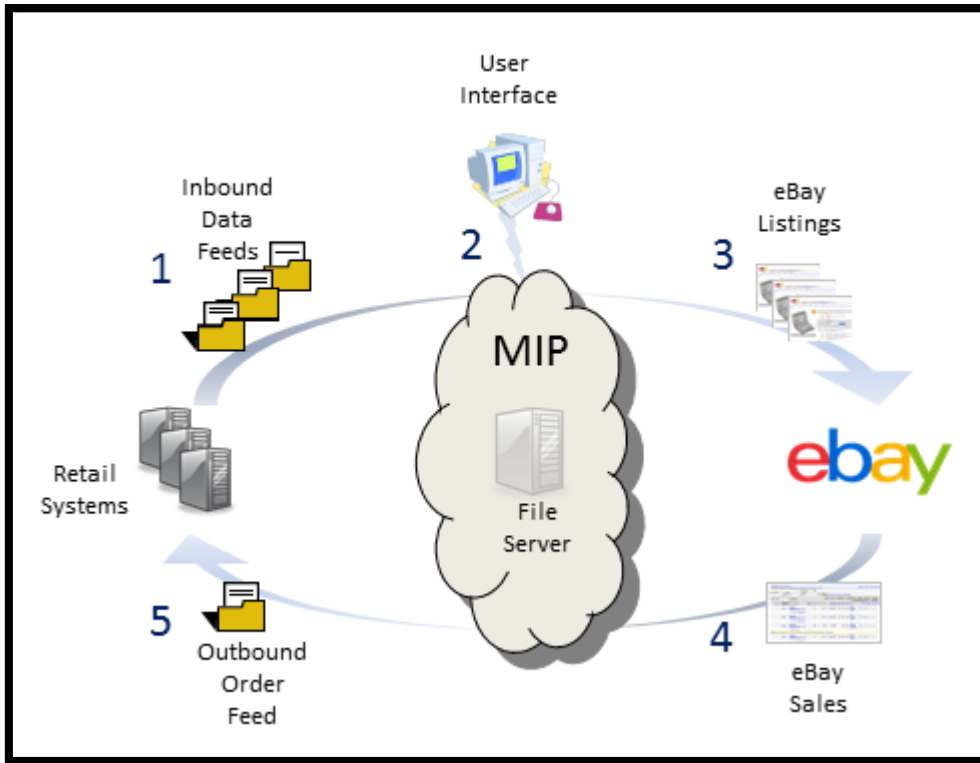 User
Interface
Inbound
Data
Feeds
1
2
eBay
Listings
3
MIP
File
Server
Retail
Systems
ebay
5
Outbound
Order
Feed
4
eBay
Sales